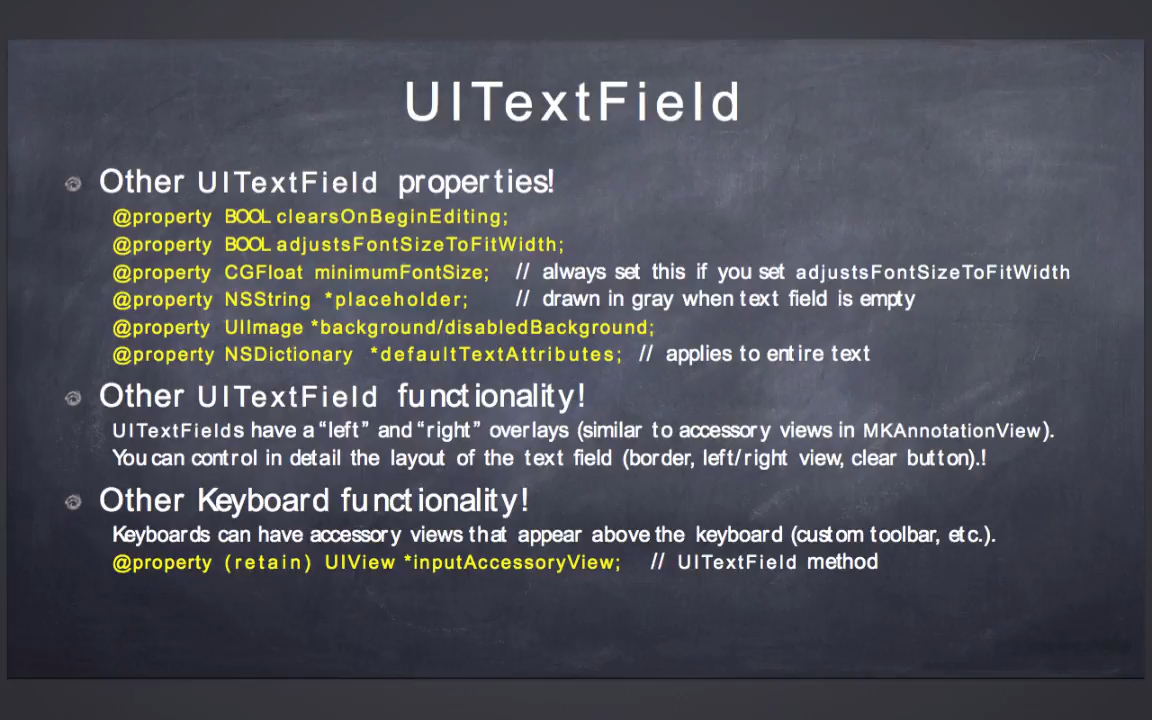 UITextField
Other UITextField properties!
@property BOOL clearsOnBeginEditing;
@property BOOL adjustsFontSizeToFitWidth;
@property CGFloat minimumFontSize; // always set this if you set adjustsFontSizeToFitWidth
@property NSString *placeholder; // drawn in gray when text field is empty
@property UIImage *background/disabledBackground;
@property NSDictionary *defaultTextAttributes; // applies to entire text
Other UITextField functionality!
UITextFields have a “left” and “right” overlays (similar to accessory views in MKAnnotationView).
You can control in detail the layout of the text field (border, left/right view, clear button).!
Other Keyboard functionality!
Keyboards can have accessory views that appear above the keyboard (custom toolbar, etc.).
@property (retain) UIView *inputAccessoryView; // UITextField method